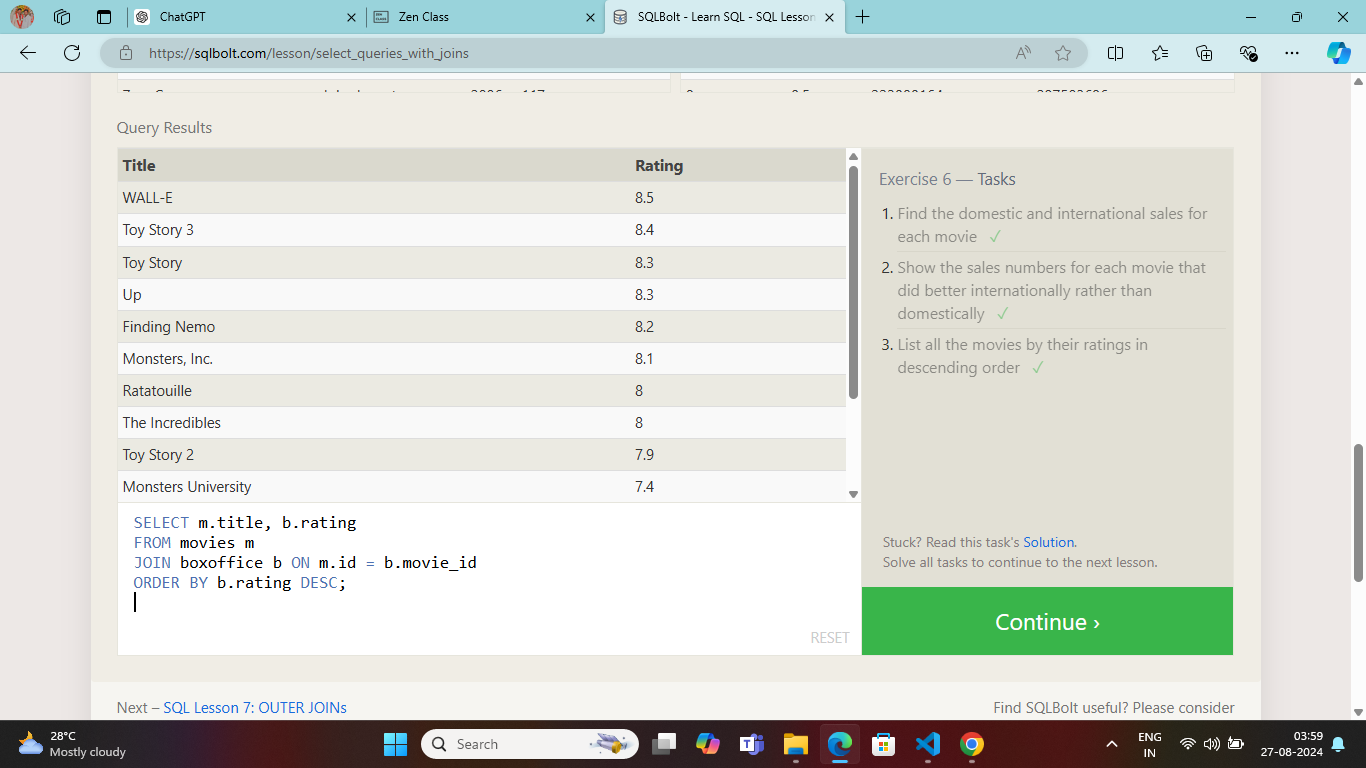 ChatGPT
Zen Class
SQLBolt - Learn SQL - SQL Lesson
https://sqlbolt.com/lesson/select_queries_with_joins
Query Results
Title Rating
WALL-E 8.5
Toy Story 3 8.4
Toy Story 8.3
Up 8.3
Finding Nemo 8.2
Monsters, Inc. 8.1
Ratatouille 8
The Incredibles 8
Toy Story 2 7.9
Monsters University 7.4
SELECT m.title, b.rating
FROM movies m
JOIN boxoffice b ON m.id = b.movie_id
ORDER BY b.rating DESC;
RESET
Exercise 6 — Tasks
1. Find the domestic and international sales for
each movie ✓
2. Show the sales numbers for each movie that
did better internationally rather than
domestically ✓
3. List all the movies by their ratings in
descending order ✓
Stuck? Read this task's Solution.
Solve all tasks to continue to the next lesson.
Continue ›
Next – SQL Lesson 7: OUTER JOINs
Find SQLBolt useful? Please consider
28°C
Mostly cloudy
Search
ENG
IN
03:59
27-08-2024